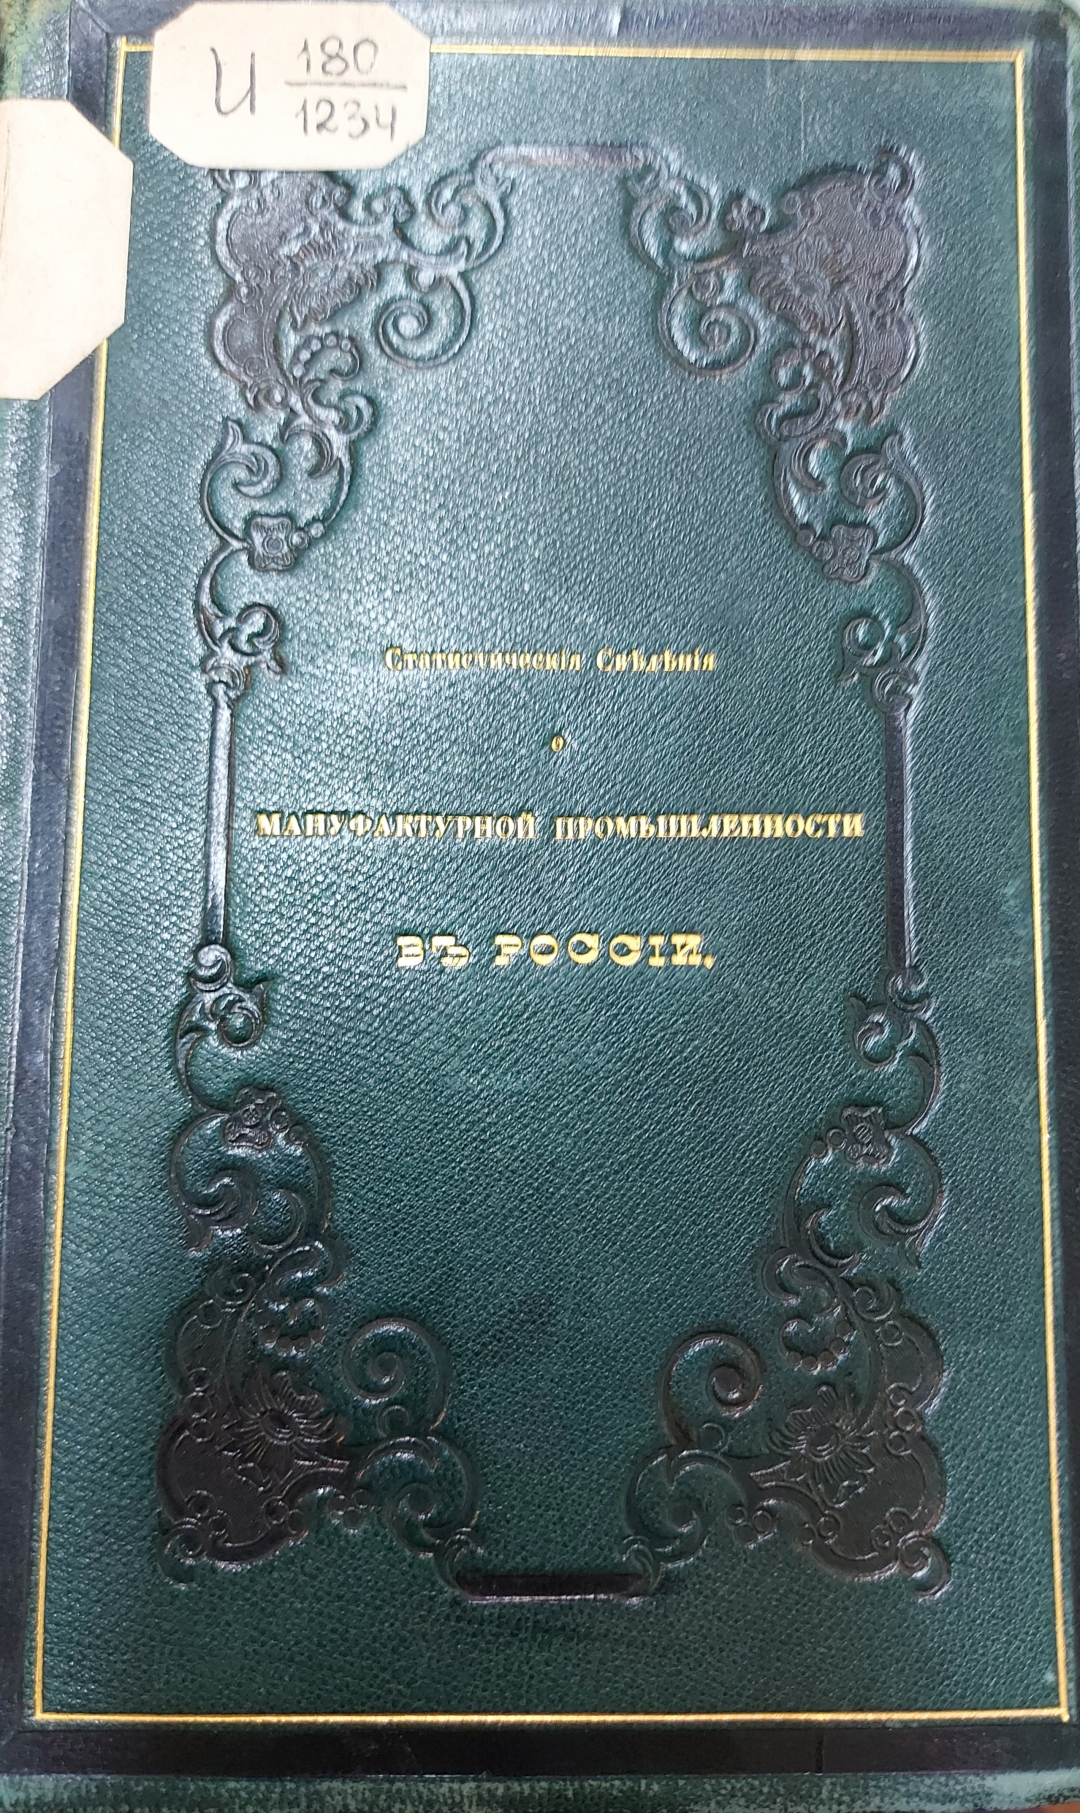 И 180
1234
Статистическія Свѣдѣнія
о
МАНУФАКТУРНОЙ ПРОМЫШЛЕННОСТИ
ВЪ РОССІИ.